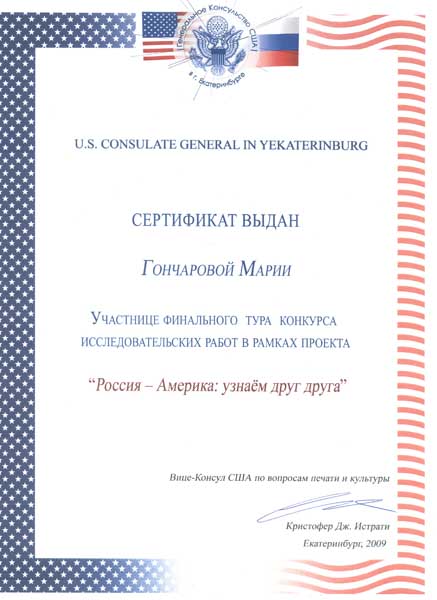 Генеральное Консульство США
в г. Екатеринбурге
U.S. CONSULATE GENERAL IN YEKATERINBURG
СЕРТИФИКАТ ВЫДАН
ГОНЧАРОВОЙ МАРИИ
УЧАСТНИЦЕ ФИНАЛЬНОГО ТУРА КОНКУРСА
ИССЛЕДОВАТЕЛЬСКИХ РАБОТ В РАМКАХ ПРОЕКТА
“Россия – Америка: узнаём друг друга”
Вице-Консул США по вопросам печати и культуры
Кристофер Дж. Истрати
Екатеринбург, 2009